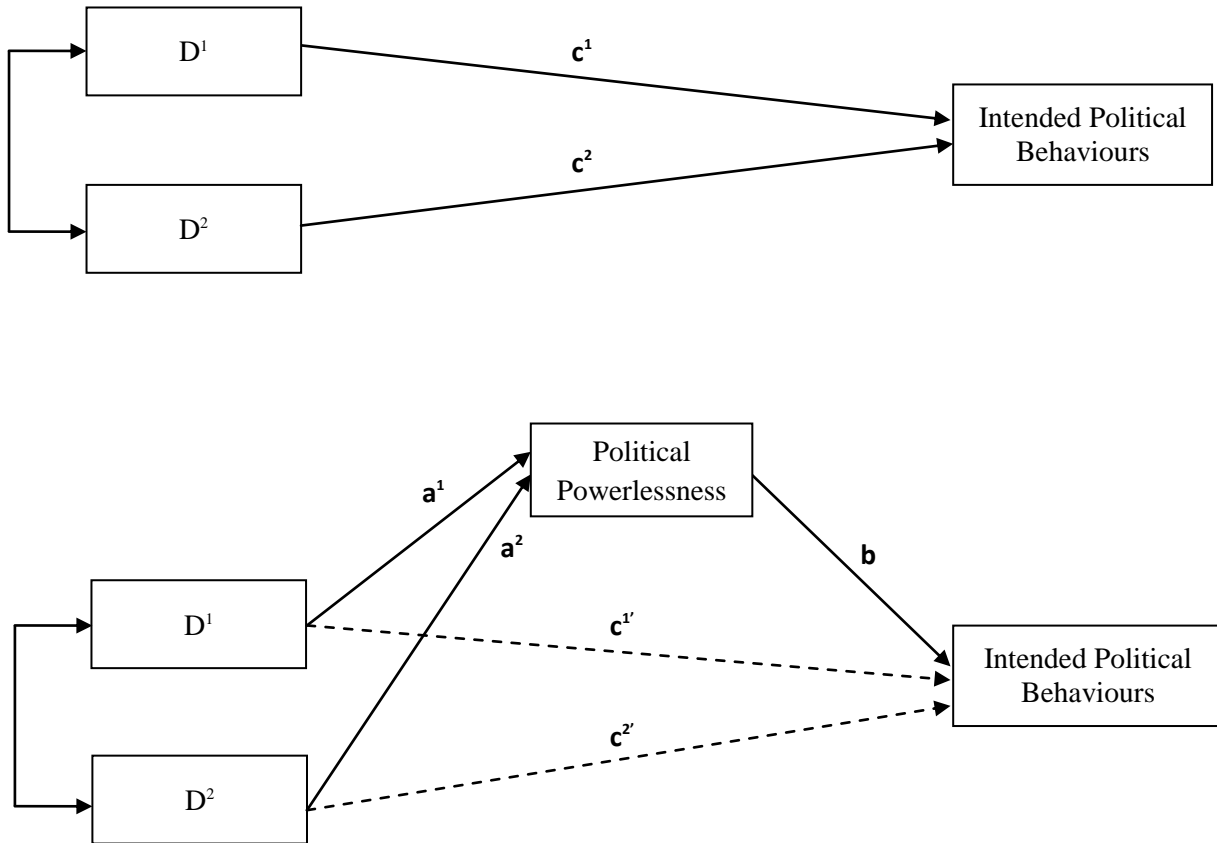 D¹
c¹
Intended Political
Behaviours
c²
D²
Political
Powerlessness
a¹
a²
b
D¹
c¹′
Intended Political
Behaviours
c²′
D²